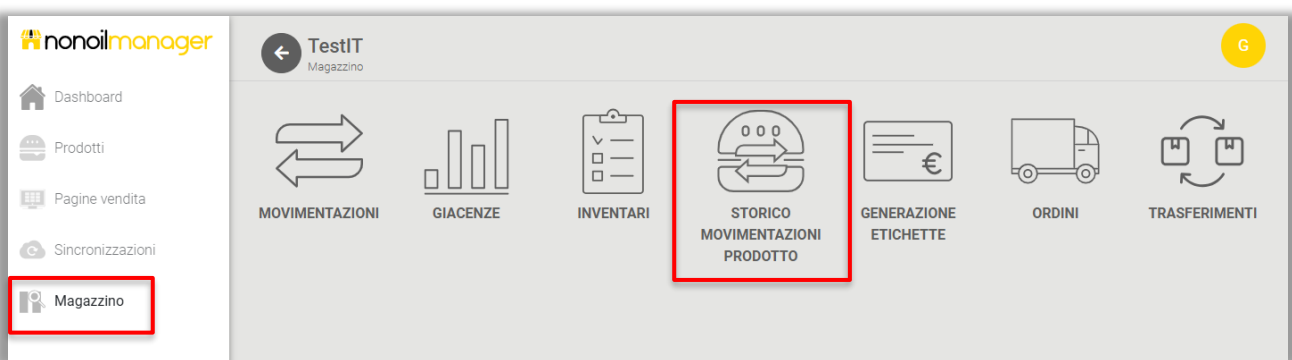 nonoilmanager
TestIT
Magazzino
G
Dashboard
Prodotti
Pagine vendita
Sincronizzazioni
Magazzino
MOVIMENTAZIONI
GIACENZE
INVENTARI
STORICO
MOVIMENTAZIONI
PRODOTTO
€
GENERAZIONE
ETICHETTE
ORDINI
TRASFERIMENTI